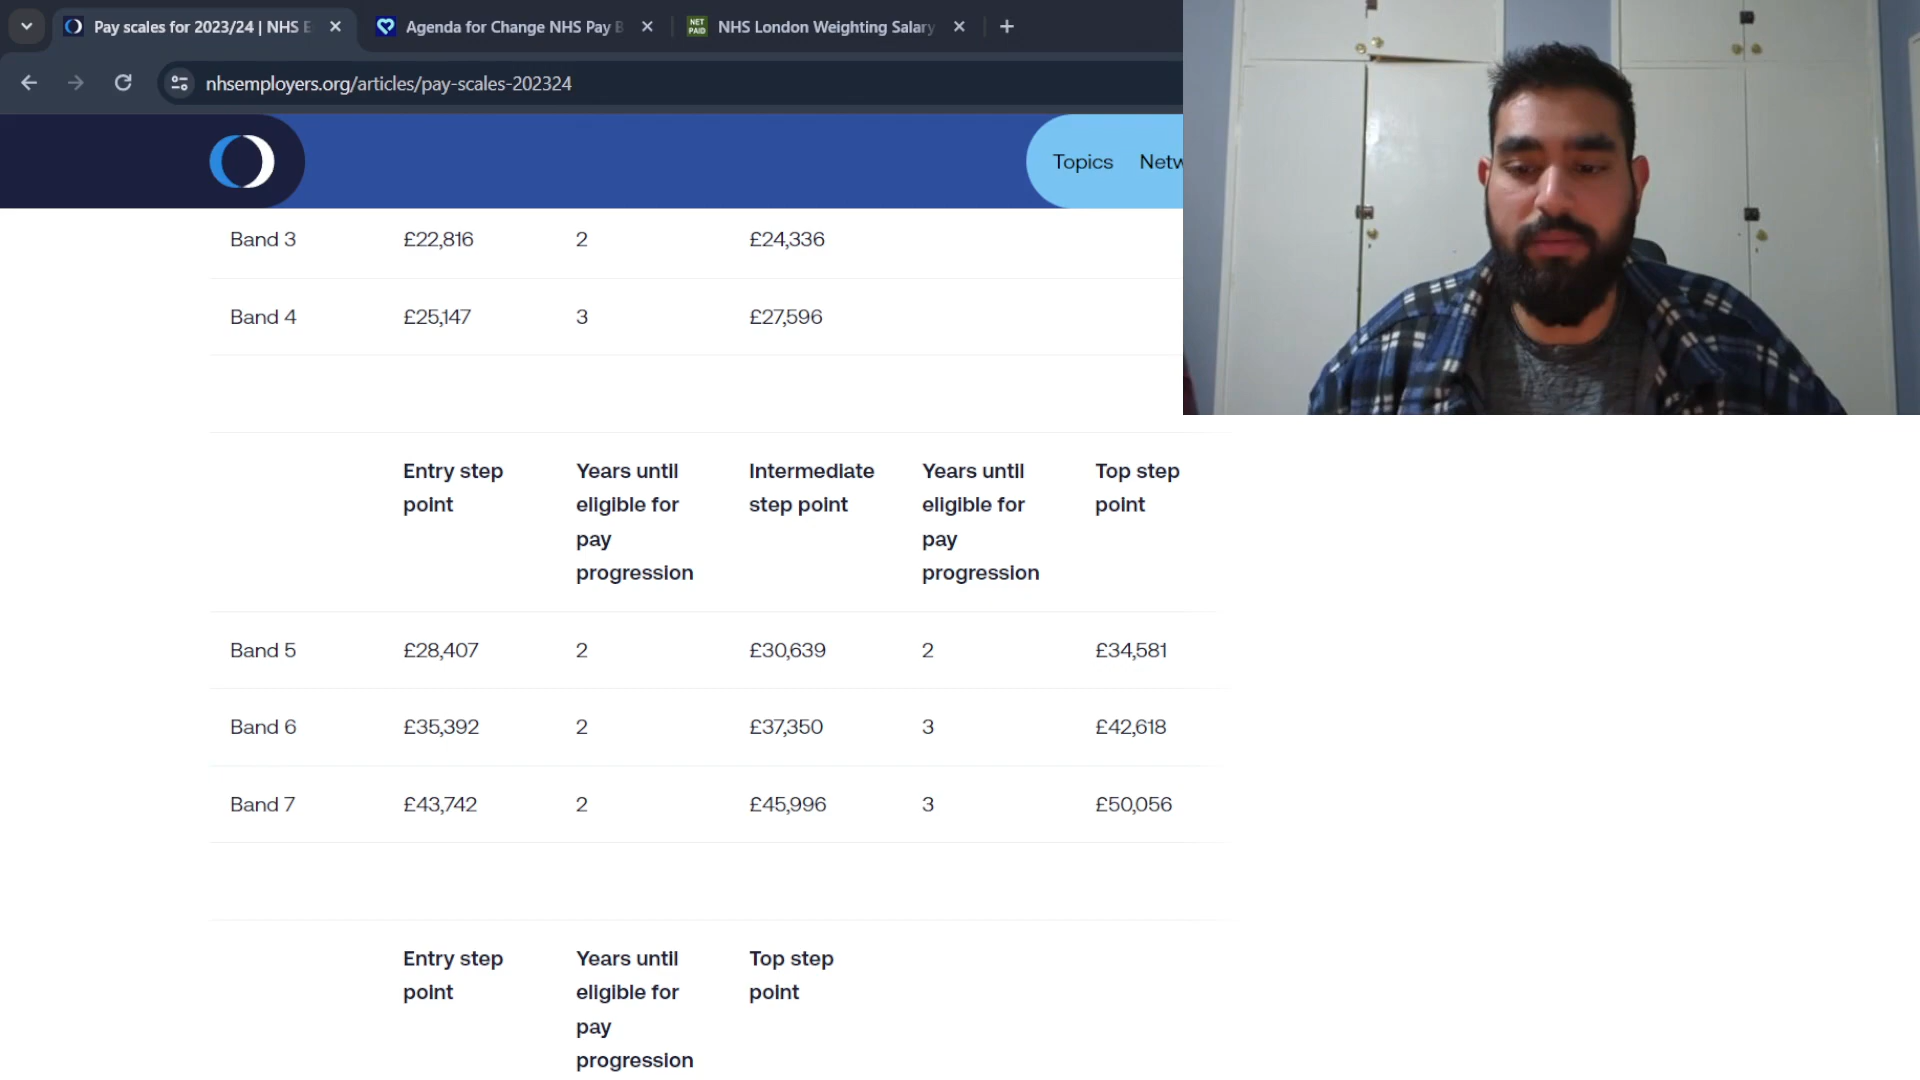 Pay scales for 2023/24 | NHS E
Agenda for Change NHS Pay B
NET PAID
NHS London Weighting Salary
nhsemployers.org/articles/pay-scales-202324
Topics Netw
Band 3 £22,816 2 £24,336
Band 4 £25,147 3 £27,596
Entry step Years until Intermediate Years until Top step
point eligible for step point eligible for point
pay pay
progression progression
Band 5 £28,407 2 £30,639 2 £34,581
Band 6 £35,392 2 £37,350 3 £42,618
Band 7 £43,742 2 £45,996 3 £50,056
Entry step Years until Top step
point eligible for point
pay
progression